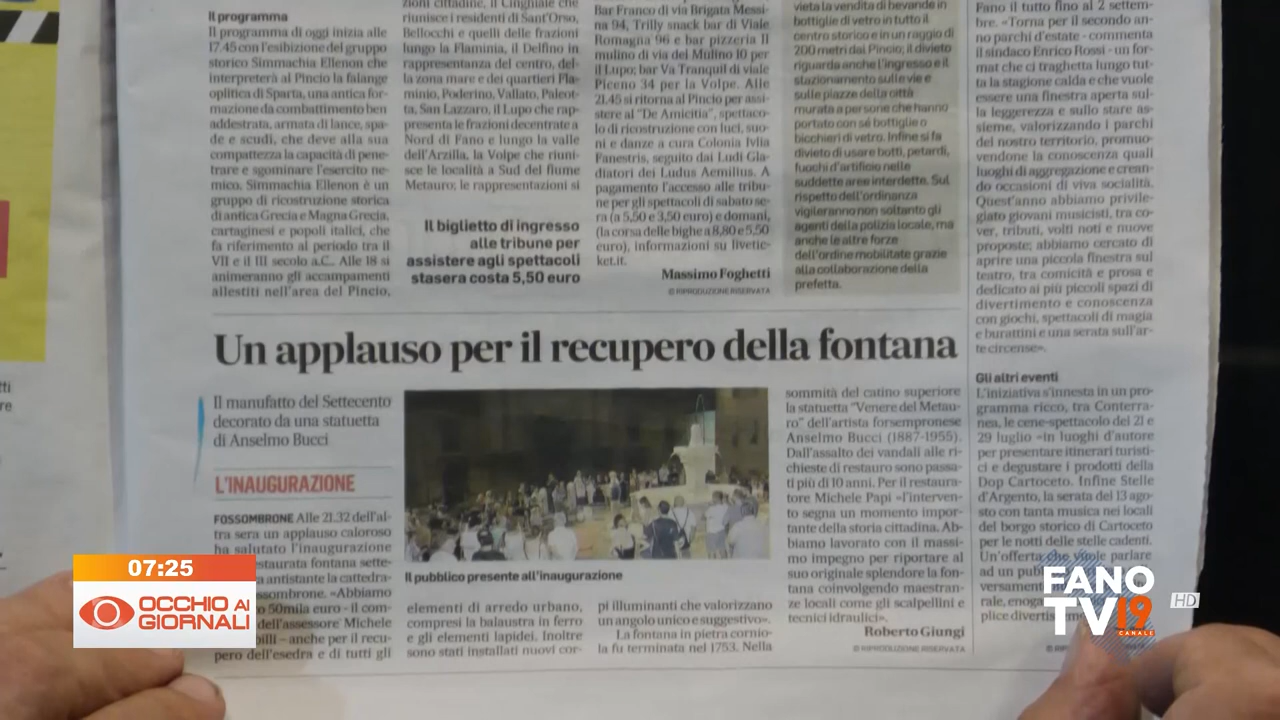 Il programma
Il programma di oggi inizia alle
17.45 con l'esibizione del gruppo
storico Simmachia Ellenon che
interpreterà al Pincio la falange
oplitica di Sparta, una antica for-
mazione da combattimento ben
addestrata, armata di lance, spa-
de e scudi, che deve alla sua
compattezza la capacità di pene-
trare e sgominare l'esercito ne-
mico. Simmachia Ellenon è un
gruppo di ricostruzione storica
di antica Grecia e Magna Grecia,
cartaginesi e popoli italici, che
fa riferimento al periodo tra il
VII e il III secolo a.C.. Alle 18 si
animeranno gli accampamenti
allestiti nell'area del Pincio,
zioni cittadine, il Cinghiale che
riunisce i residenti di Sant'Orso,
Bellocchi e quelli delle frazioni
lungo la Flaminia, il Delfino in
rappresentanza del centro, del-
la zona mare e dei quartieri Fla-
minio, Poderino, Vallato, Paleot-
ta, San Lazzaro, il Lupo che rap-
presenta le frazioni decentrate a
Nord di Fano e lungo la valle
dell'Arzilla, la Volpe che riuni-
sce le località a Sud del fiume
Metauro; le rappresentazioni si
Il biglietto di ingresso
alle tribune per
assistere agli spettacoli
stasera costa 5,50 euro
Bar Franco di via Brigata Messi-
na 94, Trilly snack bar di Viale
Romagna 96 e bar pizzeria Il
mulino di via del Mulino 10 per
il Lupo; bar Va Tranquil di viale
Piceno 34 per la Volpe. Alle
21.45 si ritorna al Pincio per assi-
stere al "De Amicitia", spettaco-
lo di ricostruzione con luci, suo-
ni e danze a cura Colonia Ivlia
Fanestris, seguito dai Ludi Gla-
diatori dei Ludus Aemilius. A
pagamento l'accesso alle tribu-
ne per gli spettacoli di sabato se-
ra (a 5,50 e 3,50 euro) e domani,
(la corsa delle bighe a 8,80 e 5,50
euro), informazioni su livetic-
ket.it.
Massimo Foghetti
© RIPRODUZIONE RISERVATA
vieta la vendita di bevande in
bottiglie di vetro in tutto il
centro storico e in un raggio di
200 metri dal Pincio; il divieto
riguarda anche l'ingresso e il
stazionamento sulle vie e
sulle piazze della città
murata a persone che hanno
portato con sé bottiglie o
bicchieri di vetro. Infine si fa
divieto di usare botti, petardi,
fuochi d'artificio nelle
suddette aree interdette. Sul
rispetto dell'ordinanza
vigileranno non soltanto gli
agenti della polizia locale, ma
anche le altre forze
dell'ordine mobilitate grazie
alla collaborazione della
prefetta.
Fano il tutto fino al 2 settem-
bre. «Torna per il secondo an-
no parchi d'estate - commenta
il sindaco Enrico Rossi - un for-
mat che ci traghetta lungo tut-
ta la stagione calda e che vuole
essere una finestra aperta sul-
la leggerezza e sullo stare as-
sieme, valorizzando i parchi
del nostro territorio, promuo-
vendone la conoscenza quali
luoghi di aggregazione e crean-
do occasioni di viva socialità.
Quest'anno abbiamo privile-
giato giovani musicisti, tra co-
ver, tributi, volti noti e nuove
proposte; abbiamo cercato di
aprire una piccola finestra sul
teatro, tra comicità e prosa e
dedicato ai più piccoli spazi di
divertimento e conoscenza
con giochi, spettacoli di magia
e burattini e una serata sull'ar-
te circense».
Gli altri eventi
L'iniziativa s'innesta in un pro-
gramma ricco, tra Conterra-
nea, le cene-spettacolo del 21 e
29 luglio «in luoghi d'autore
per presentare itinerari turisti-
ci e degustare i prodotti della
Dop Cartoceto. Infine Stelle
d'Argento, la serata del 13 ago-
sto con tanta musica nei locali
del borgo storico di Cartoceto
per le notti delle stelle cadenti.
Un'offerta che vuole parlare
ad un pub
versament
rale, enoga
plice divertim
Un applauso per il recupero della fontana
Il manufatto del Settecento
decorato da una statuetta
di Anselmo Bucci
L'INAUGURAZIONE
FOSSOMBRONE Alle 21.32 dell'al-
tra sera un applauso caloroso
ha salutato l'inaugurazione
estaurata fontana sette-
a antistante la cattedra-
sombrone. «Abbiamo
o 50mila euro - il com
dell'assessore Michele
billi – anche per il recu-
pero dell'esedra e di tutti gli
Il pubblico presente all'inaugurazione
elementi di arredo urbano,
compresi la balaustra in ferro
e gli elementi lapidei. Inoltre
sono stati installati nuovi cor-
pi illuminanti che valorizzano
un angolo unico e suggestivo».
La fontana in pietra cornio-
la fu terminata nel 1753. Nella
sommità del catino superiore
la statuetta "Venere del Metau-
ro" dell'artista forsempronese
Anselmo Bucci (1887-1955).
Dall'assalto dei vandali alle ri-
chieste di restauro sono passa-
ti più di 10 anni. Per il restaura-
tore Michele Papi «l'interven-
to segna un momento impor-
tante della storia cittadina. Ab-
biamo lavorato con il massi-
mo impegno per riportare al
suo originale splendore la fon-
tana coinvolgendo maestran-
ze locali come gli scalpellini e
tecnici idraulici».
Roberto Giungi
© RIPRODUZIONE RISERVATA
07:25
OCCHIO AI
GIORNALI
FANO
TV19
CANALE
HD